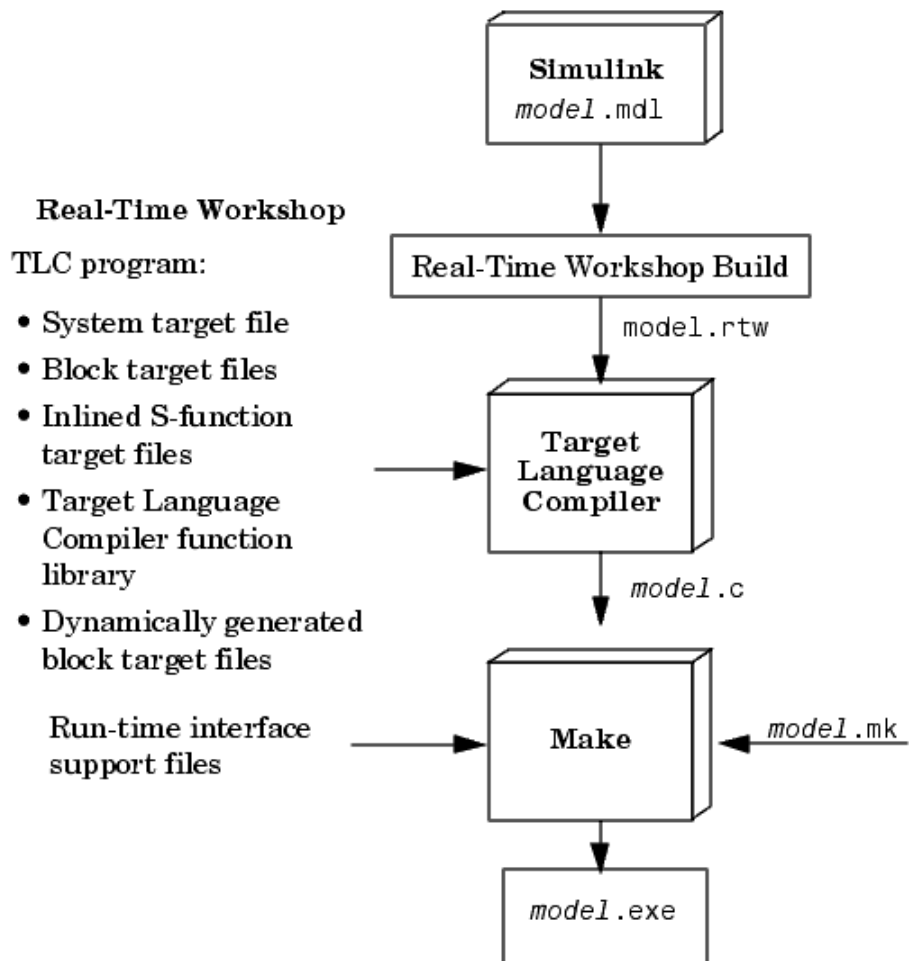 Simulink
model.mdl
Real-Time Workshop
Real-Time Workshop Build
TLC program:
model.rtw
• System target file
• Block target files
• Inlined S-function
target files
• Target Language
Compiler function
library
• Dynamically generated
block target files
Target
Language
Compiler
model.c
Run-time interface
support files
Make
model.mk
model.exe